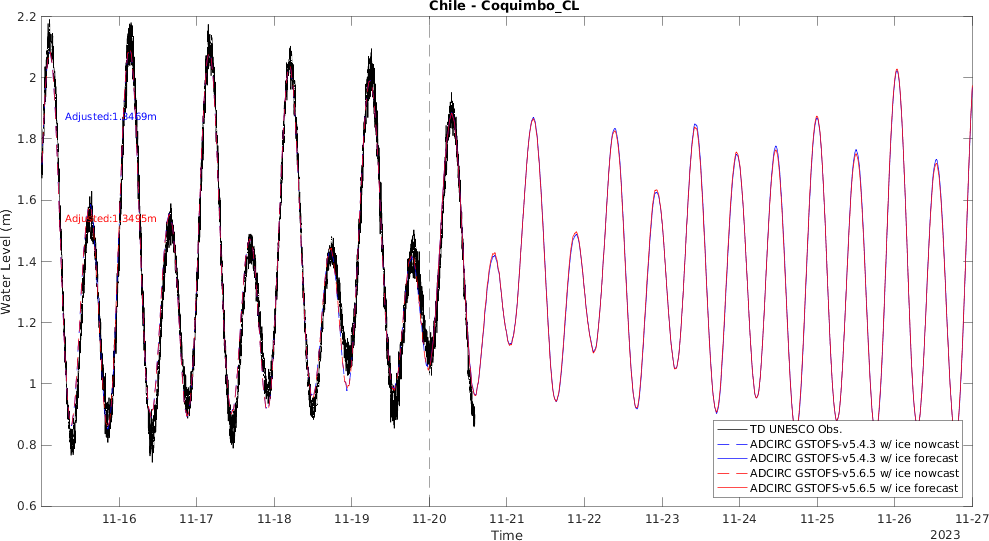 Chile - Coquimbo_CL
2.2
2
1.8
1.6
1.4
1.2
1
0.8
0.6
Water Level (m)
Adjusted:1.3469m
Adjusted:1.3495m
TD UNESCO Obs.
ADCIRC GSTOFS-v5.4.3 w/ ice nowcast
ADCIRC GSTOFS-v5.4.3 w/ ice forecast
ADCIRC GSTOFS-v5.6.5 w/ ice nowcast
ADCIRC GSTOFS-v5.6.5 w/ ice forecast
11-16 11-17 11-18 11-19 11-20 11-21 11-22 11-23 11-24 11-25 11-26 11-27
Time
2023